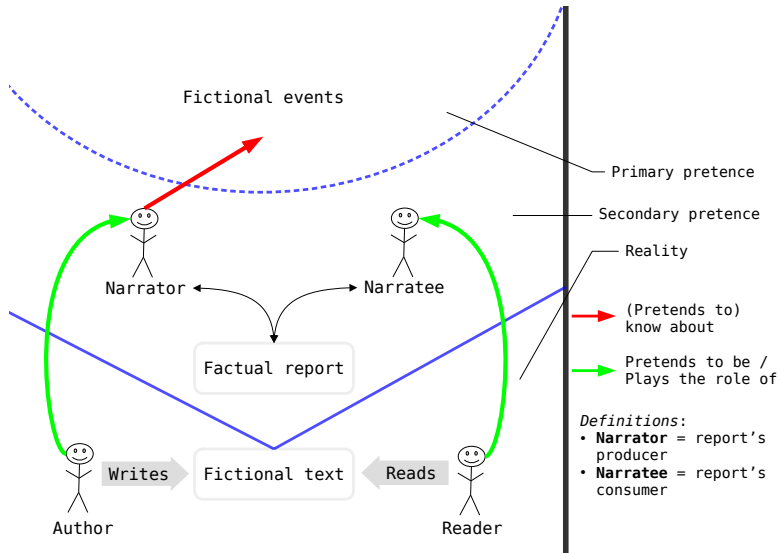 Fictional events
Primary pretence
Secondary pretence
Reality
Narrator
Narratee
(Pretends to)
know about
Factual report
Pretends to be /
Plays the role of
Definitions:
• Narrator = report's
producer
• Narratee = report's
consumer
Writes
Fictional text
Reads
Author
Reader